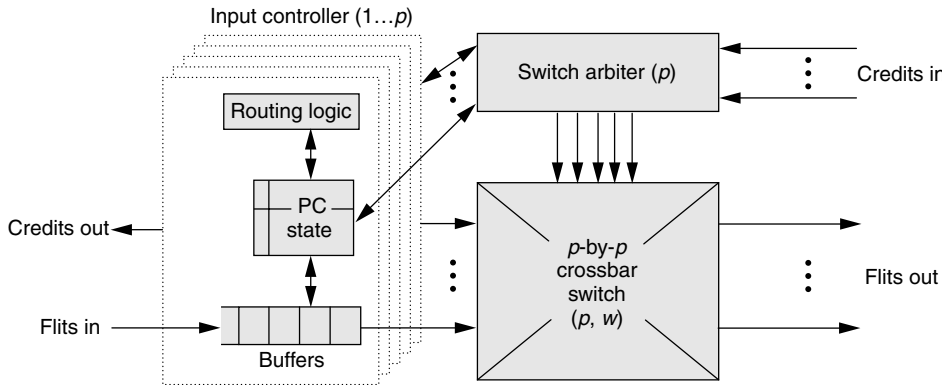 Input controller (1...p)
Switch arbiter (p)
Credits in
Routing logic
PC
state
Credits out
p-by-p
crossbar
switch
(p, w)
Flits out
Flits in
Buffers